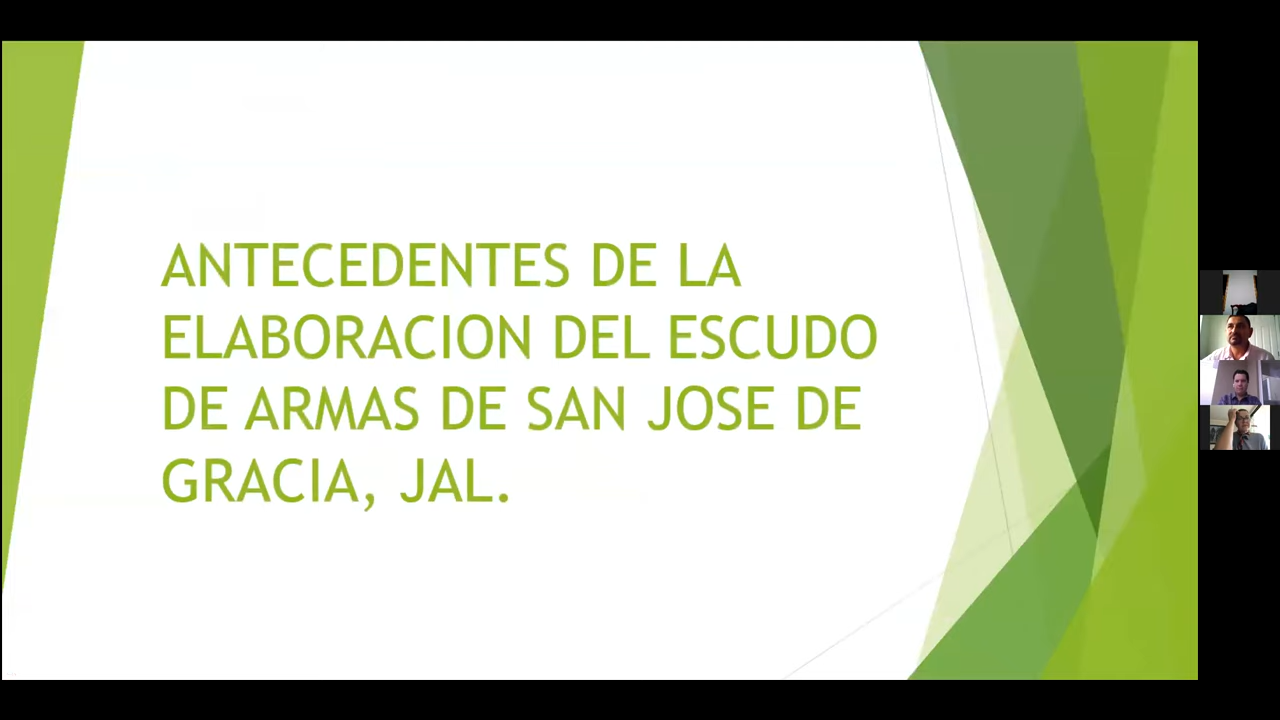 ANTECEDENTES DE LA
ELABORACION DEL ESCUDO
DE ARMAS DE SAN JOSE DE
GRACIA, JAL.